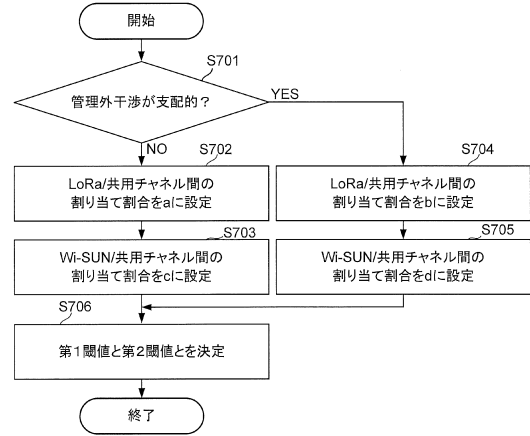 開始
S701
管理外干渉が支配的？
YES
NO
S702
LoRa/共用チャネル間の
割り当て割合をaに設定
S704
LoRa/共用チャネル間の
割り当て割合をbに設定
S703
Wi-SUN/共用チャネル間の
割り当て割合をcに設定
S705
Wi-SUN/共用チャネル間の
割り当て割合をdに設定
S706
第１閾値と第２閾値とを決定
終了